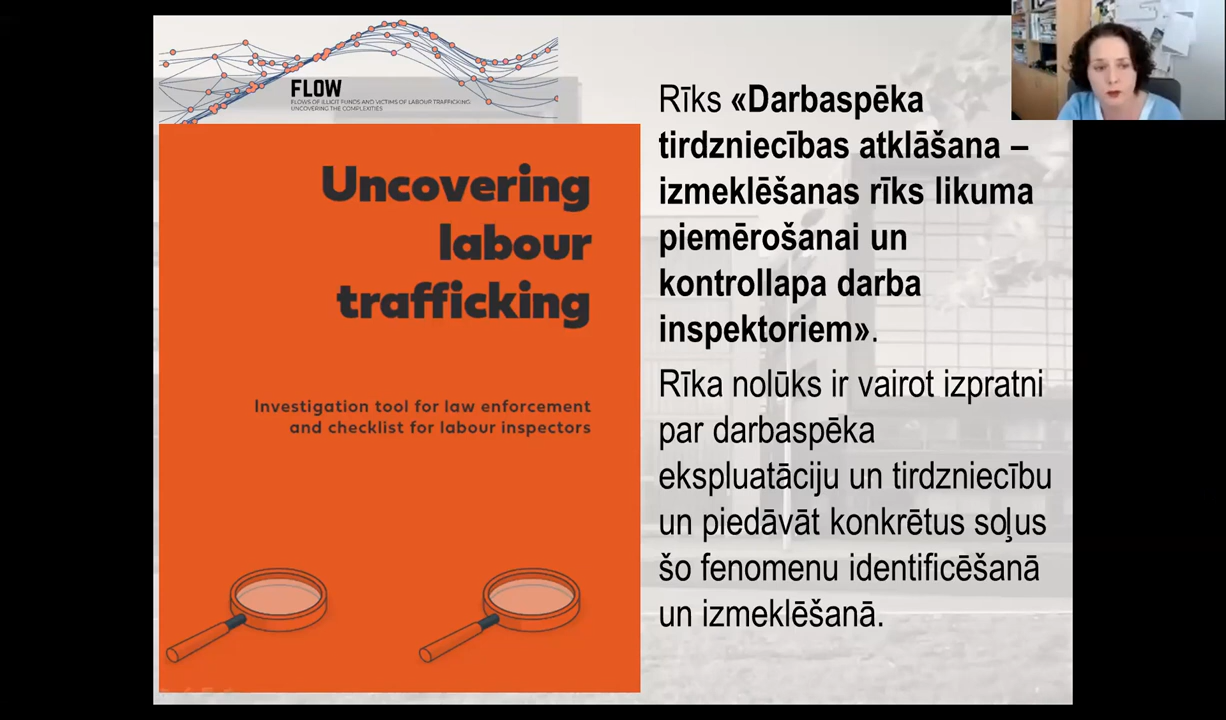 FLOW
FLOWS OF ILLICIT FUNDS AND VICTIMS OF LABOUR TRAFFICKING
UNCOVERING THE COMPLEXITIES
Uncovering
labour
trafficking
Investigation tool for law enforcement
and checklist for labour inspectors
Rīks «Darbaspēka
tirdzniecības atklāšana –
izmeklēšanas rīks likuma
piemērošanai un
kontrollapa darba
inspektoriem».
Rīka nolūks ir vairot izpratni
par darbaspēka
ekspluatāciju un tirdzniecību
un piedāvāt konkrētus soļus
šo fenomenu identificēšanā
un izmeklēšanā.